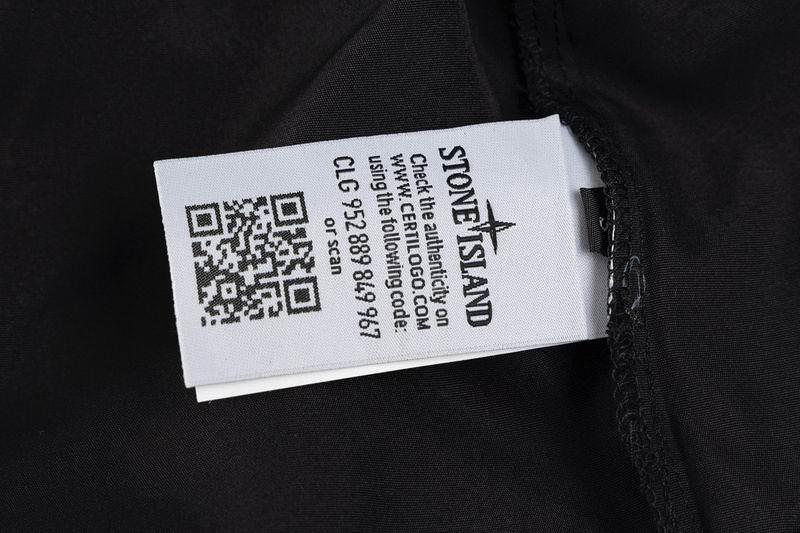 STONE ISLAND
Check the authenticity on
WWW.CERTILOGO.COM
using the following code:
CLG 952 889 849 967
or scan